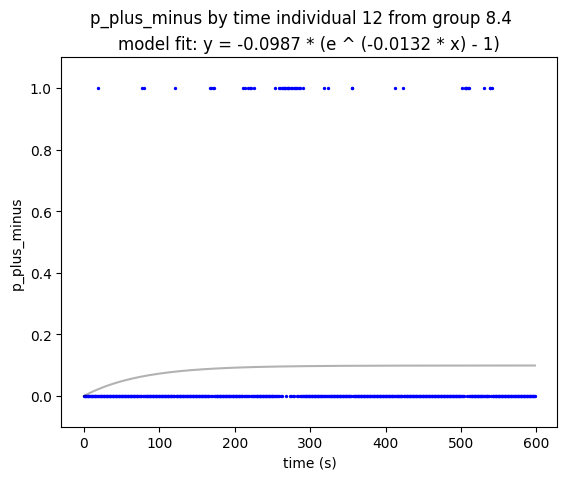 p_plus_minus by time individual 12 from group 8.4
model fit: y = -0.0987 * (e ^ (-0.0132 * x) - 1)
1.0
0.8
0.6
0.4
0.2
0.0
p_plus_minus
0 100 200 300 400 500 600
time (s)